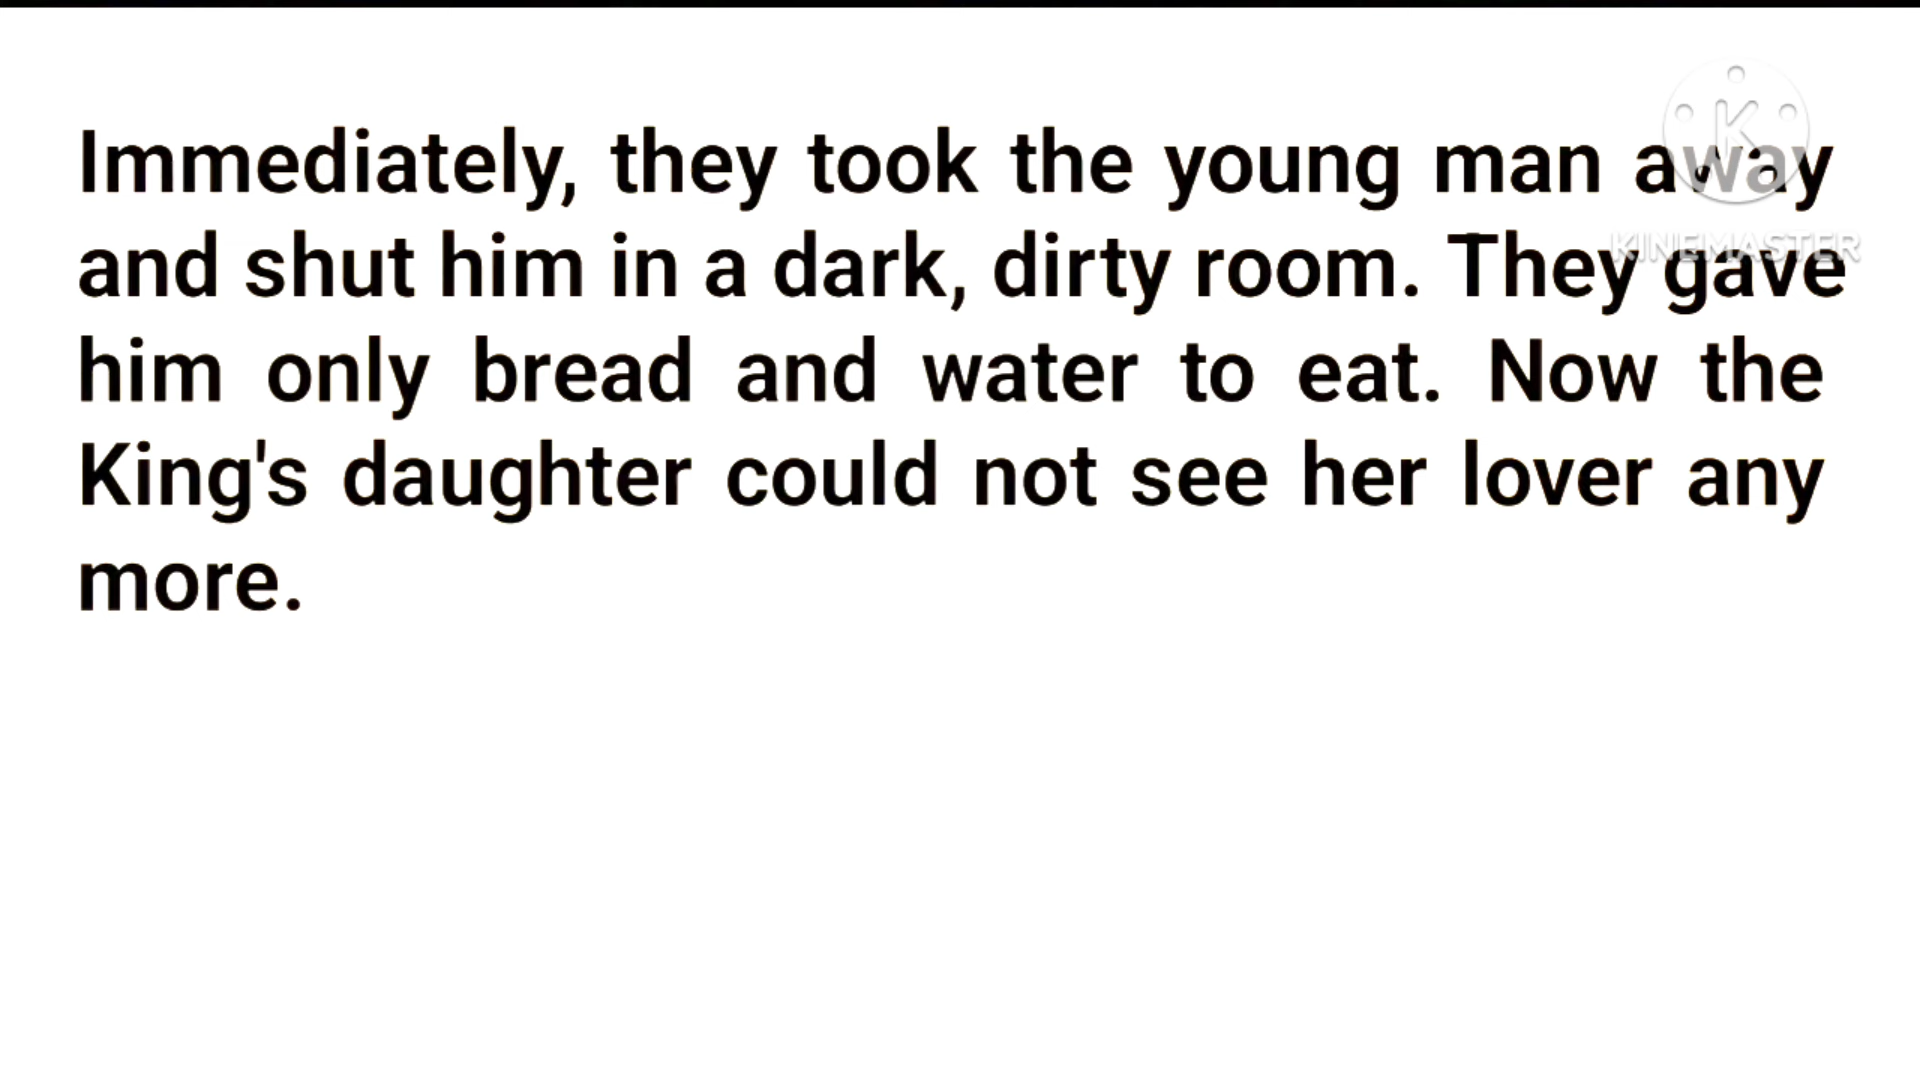 Immediately, they took the young man away
and shut him in a dark, dirty room. They gave
him only bread and water to eat. Now the
King's daughter could not see her lover any
more.
K
KINEMASTER